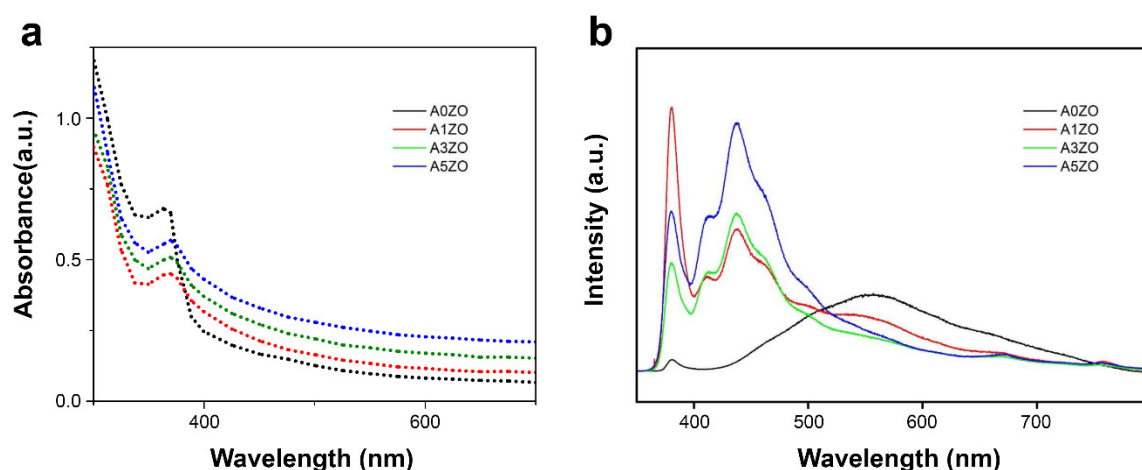 a
Absorbance(a.u.)
1.0
0.5
0.0
400
600
Wavelength (nm)
A0ZO
A1ZO
A3ZO
A5ZO
b
Intensity (a.u.)
400
500
600
700
Wavelength (nm)
A0ZO
A1ZO
A3ZO
A5ZO